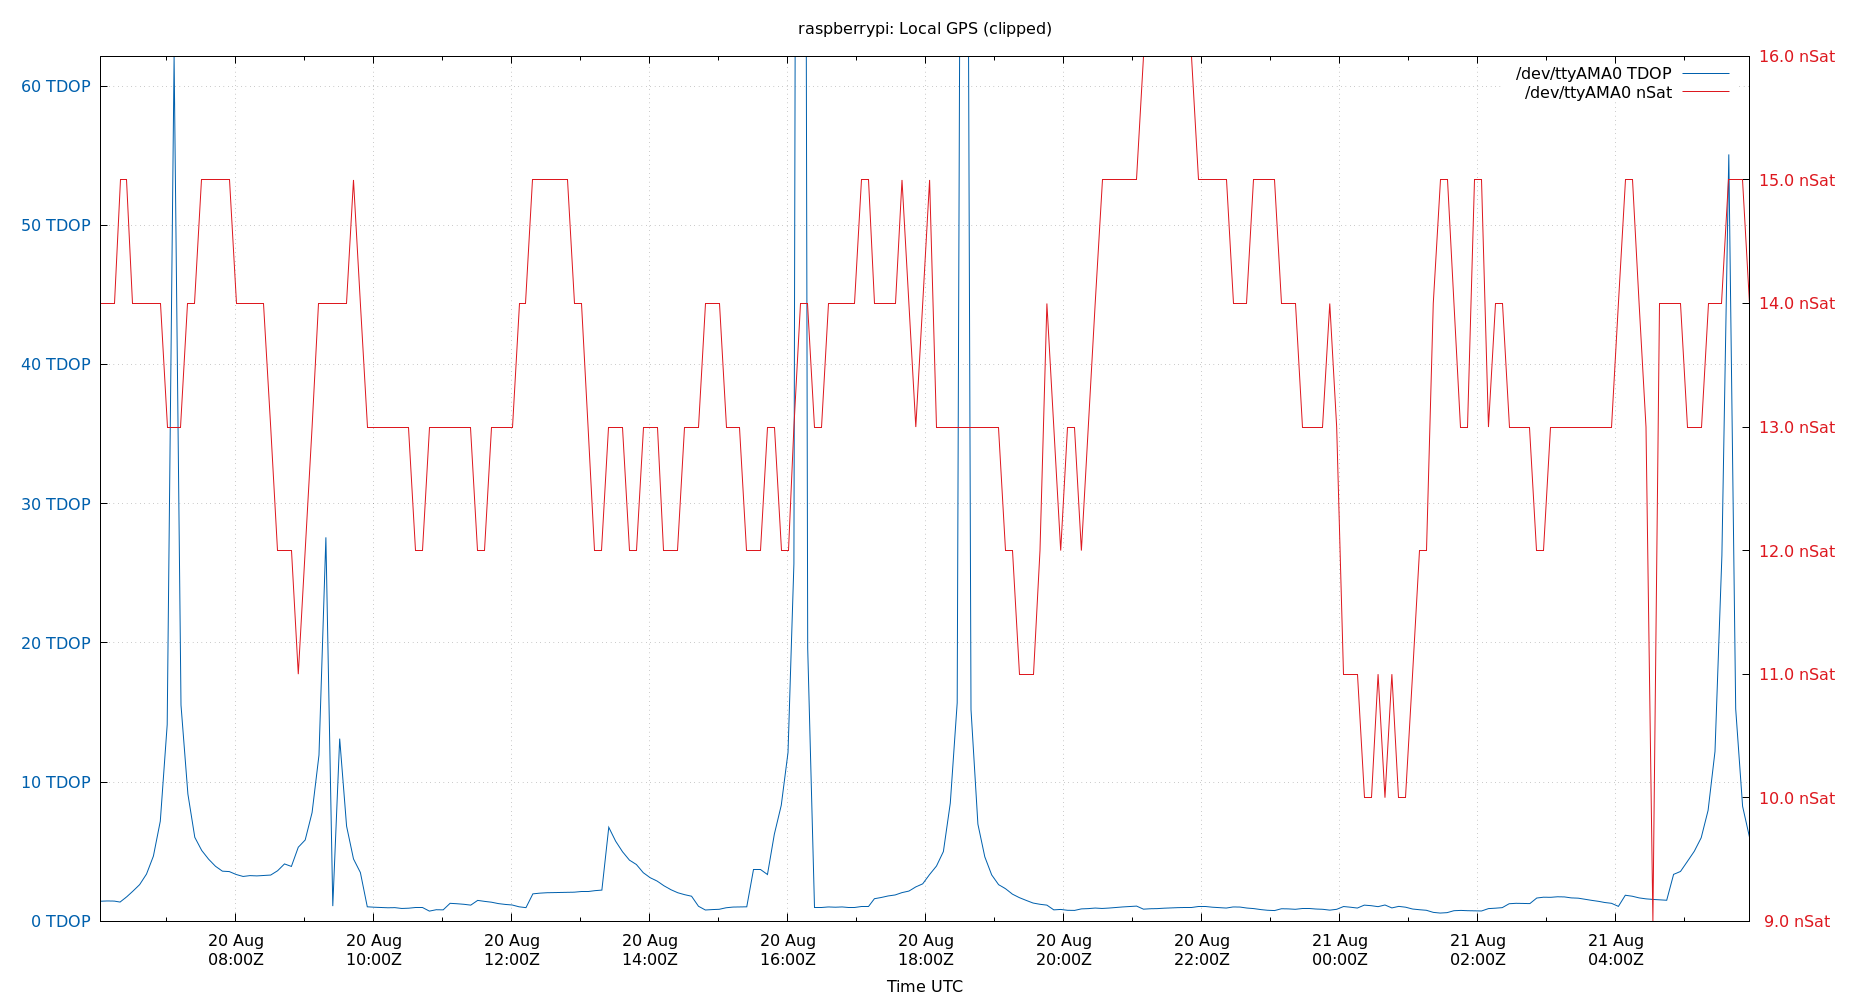 raspberrypi: Local GPS (clipped)
/dev/ttyAMA0 TDOP
/dev/ttyAMA0 nSat
60 TDOP
50 TDOP
40 TDOP
30 TDOP
20 TDOP
10 TDOP
0 TDOP
16.0 nSat
15.0 nSat
14.0 nSat
13.0 nSat
12.0 nSat
11.0 nSat
10.0 nSat
9.0 nSat
20 Aug
08:00Z
20 Aug
10:00Z
20 Aug
12:00Z
20 Aug
14:00Z
20 Aug
16:00Z
20 Aug
18:00Z
20 Aug
20:00Z
20 Aug
22:00Z
21 Aug
00:00Z
21 Aug
02:00Z
21 Aug
04:00Z
Time UTC